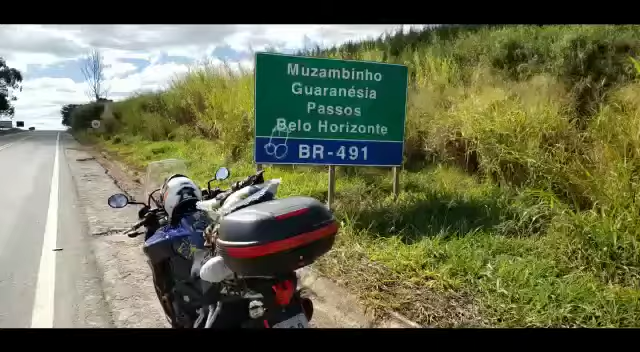 Muzambinho
Guaranésia
Passos
Belo Horizonte
BR-491